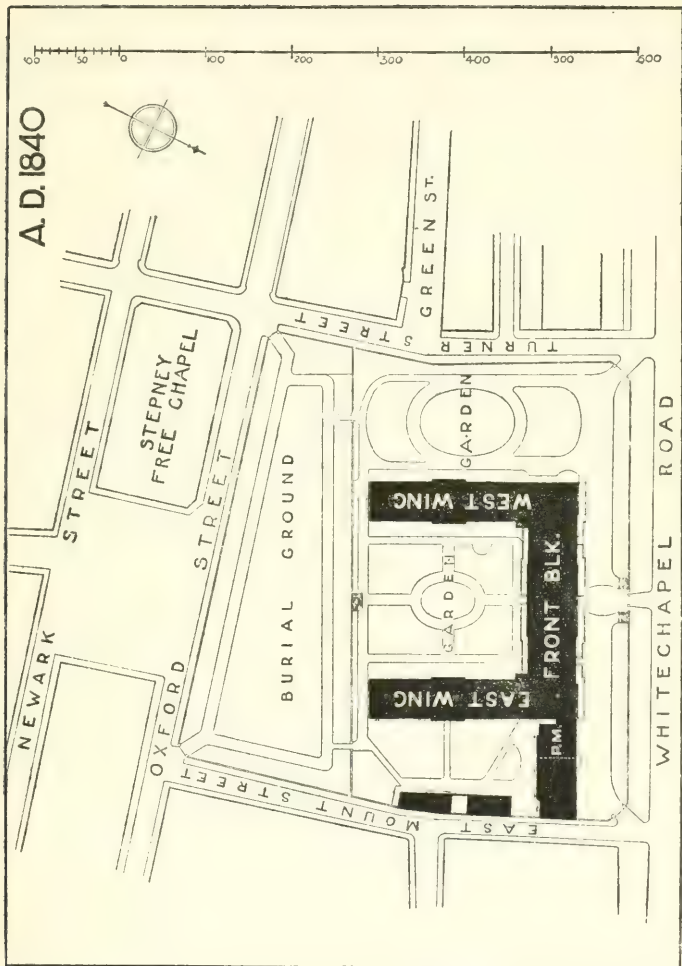 A.D. 1840
100 50 0 100 200 300 400 500 600
NEWARK STREET
STEPNEY
FREE CHAPEL
OXFORD STREET
BURIAL GROUND
TURNER STREET
GREEN ST.
GARDEN
WEST WING
GARDEN
EAST WING
FRONT BLK.
P.M.
EAST MOUNT STREET
WHITECHAPEL ROAD